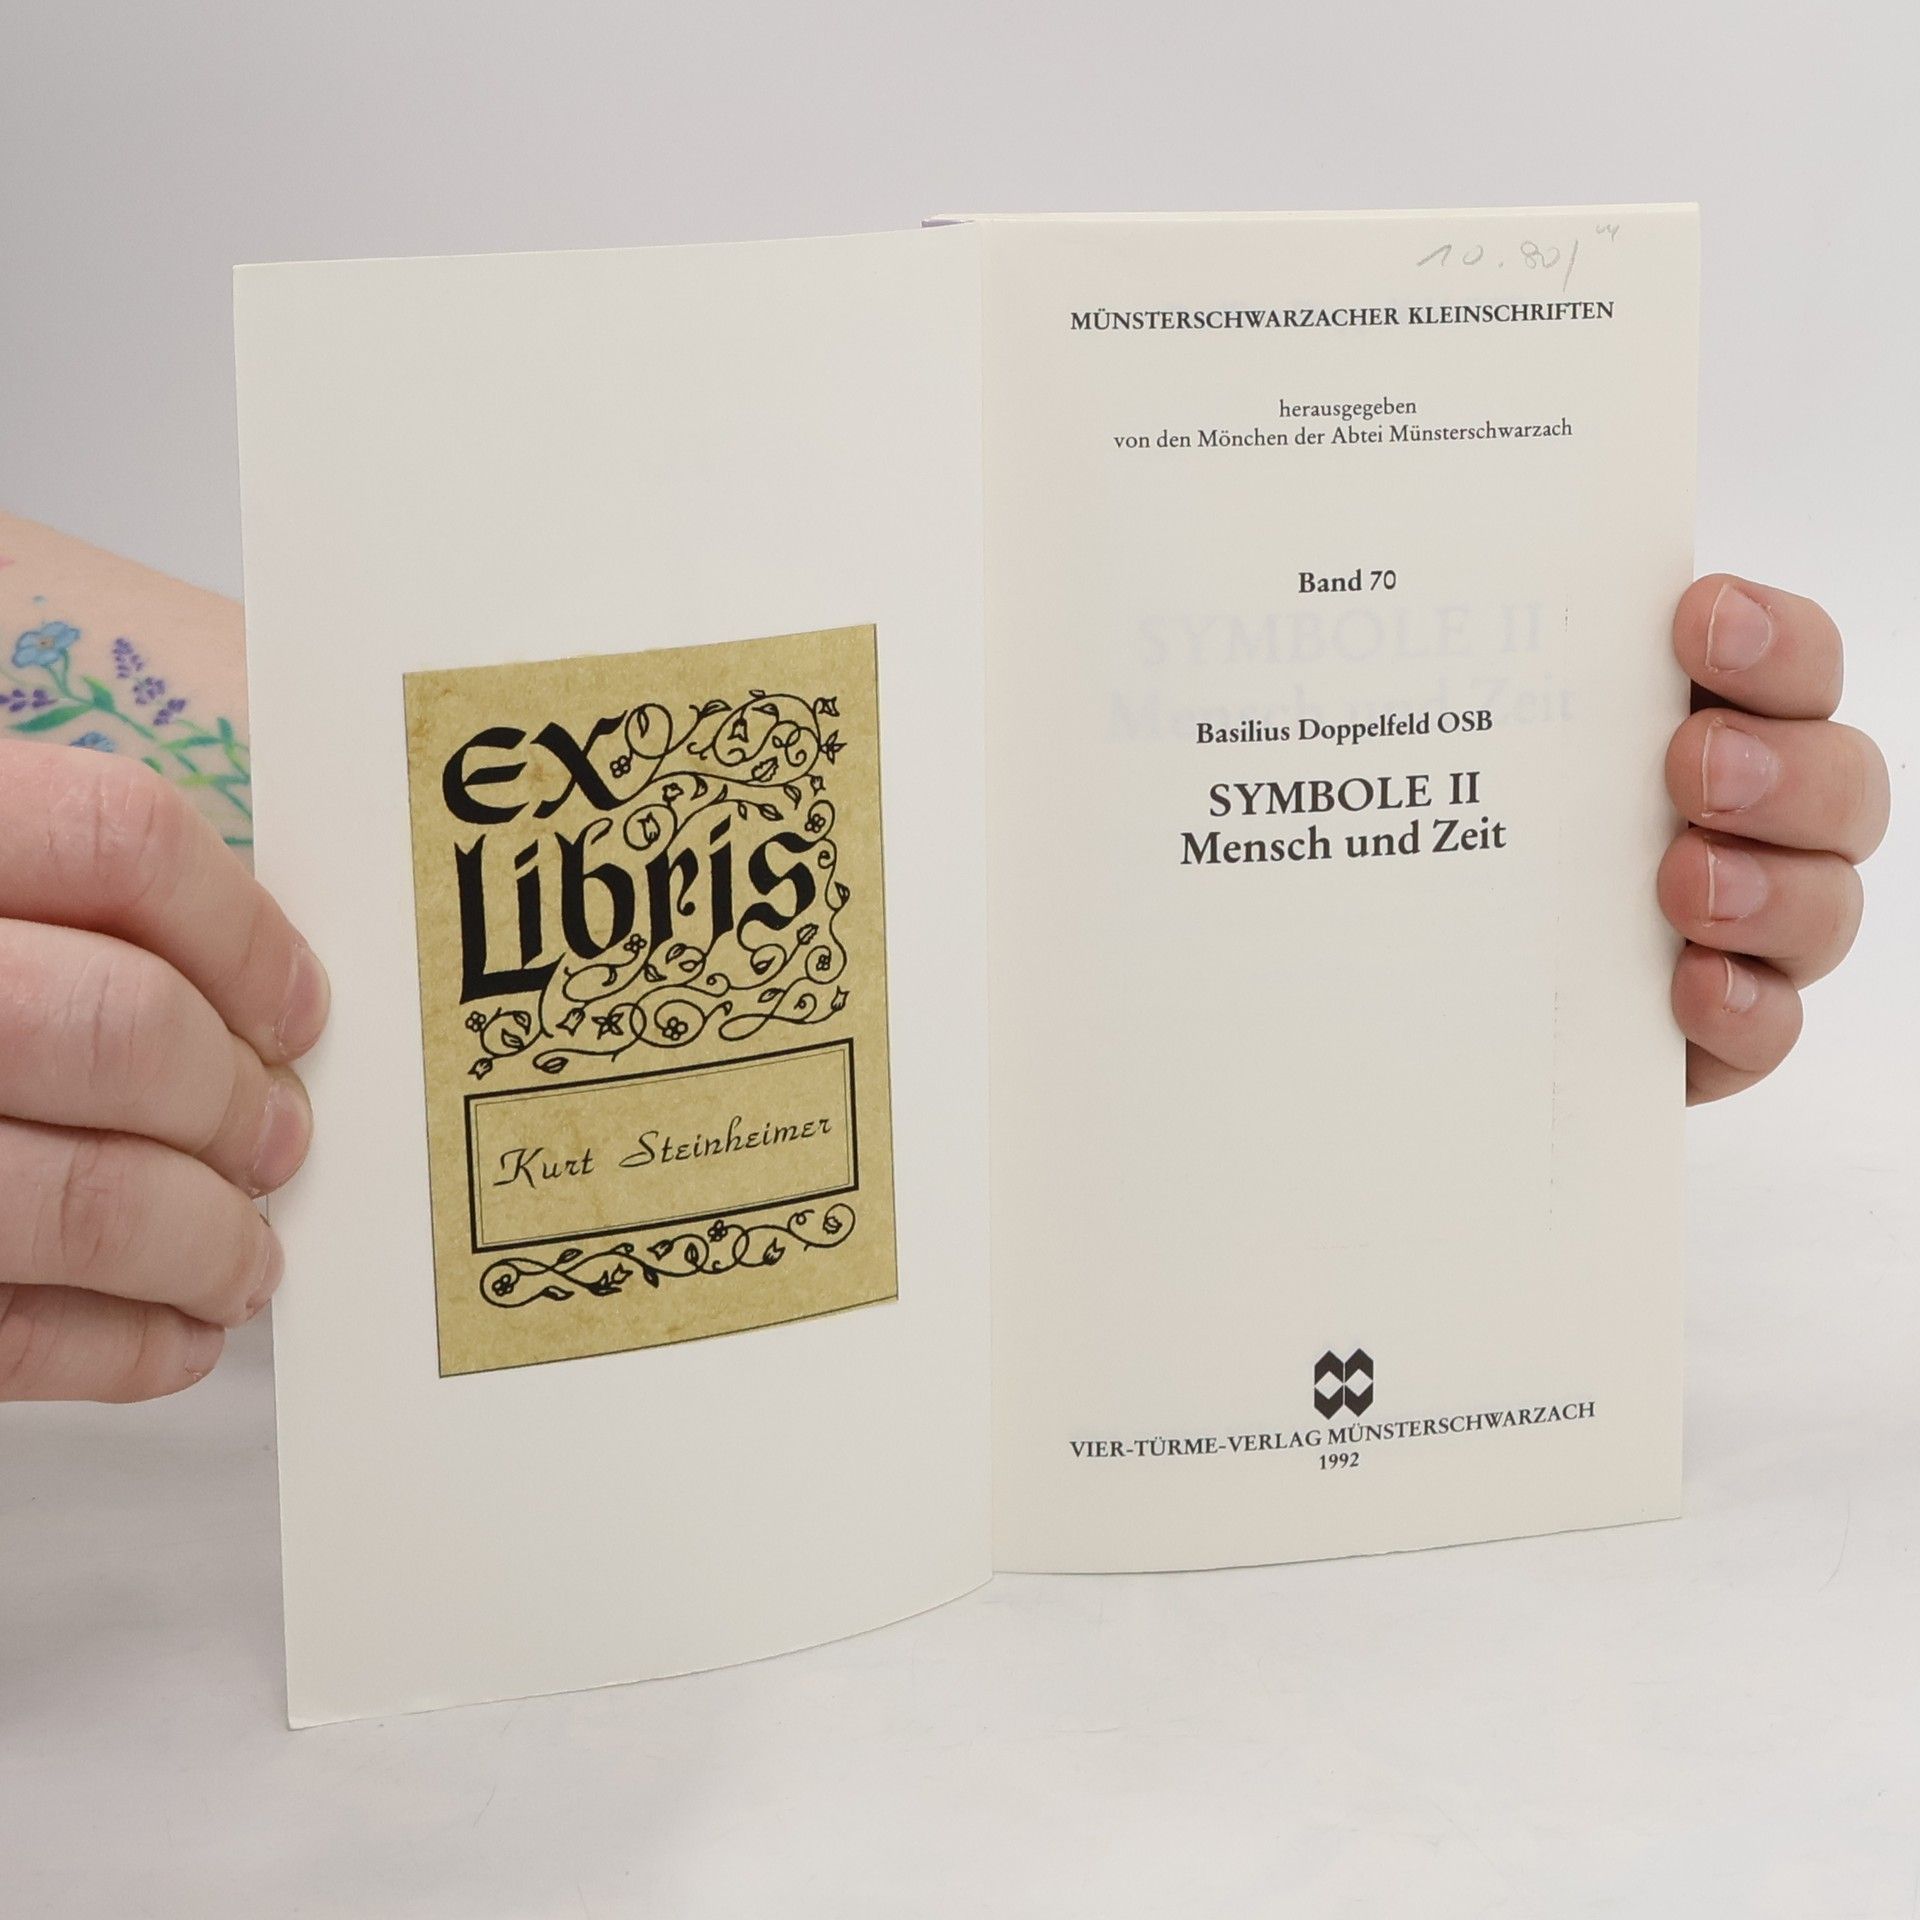 EX
Libris
Kurt Steinheimer
10.80/
MÜNSTERSCHWARZACHER KLEINSCHRIFTEN
herausgegeben
von den Mönchen der Abtei Münsterschwarzach
Band 70
Basilius Doppelfeld OSB
SYMBOLE II
Mensch und Zeit
VIER-TÜRME-VERLAG MÜNSTERSCHWARZACH
1992